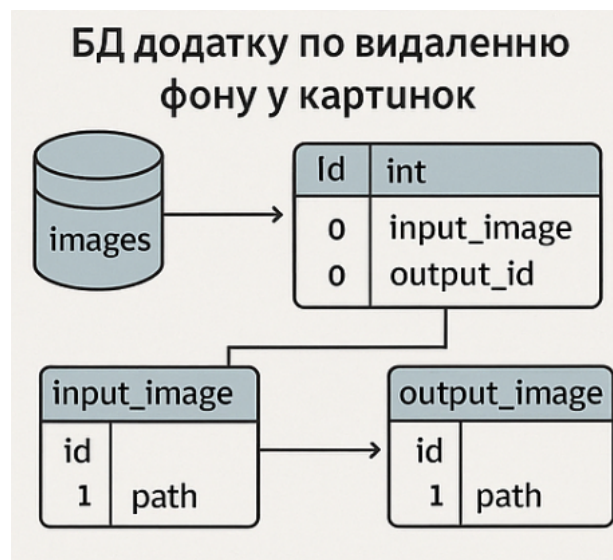 БД додатку по видаленню
фону у картинок
images
Id int
0 input_image
0 output_id
input_image
id
1 path
output_image
id
1 path